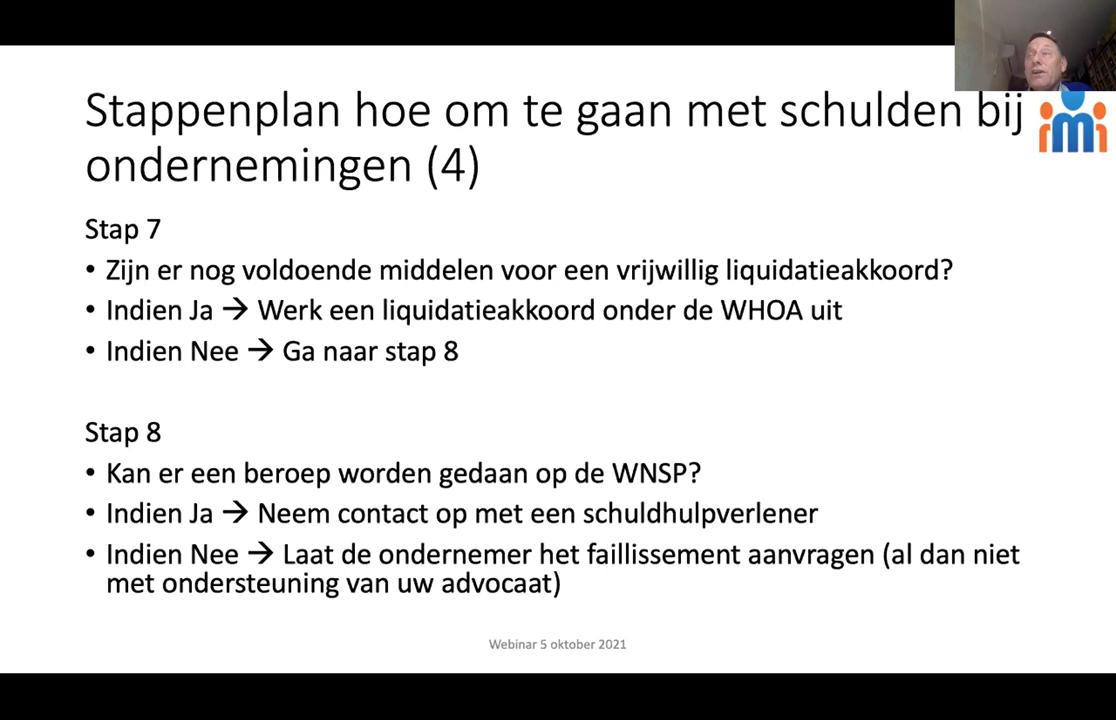 Stappenplan hoe om te gaan met schulden bij
ondernemingen (4)
Stap 7
• Zijn er nog voldoende middelen voor een vrijwillig liquidatieakkoord?
• Indien Ja → Werk een liquidatieakkoord onder de WHOA uit
• Indien Nee → Ga naar stap 8
Stap 8
• Kan er een beroep worden gedaan op de WNSP?
• Indien Ja → Neem contact op met een schuldhulpverlener
• Indien Nee → Laat de ondernemer het faillissement aanvragen (al dan niet
met ondersteuning van uw advocaat)
Webinar 5 oktober 2021